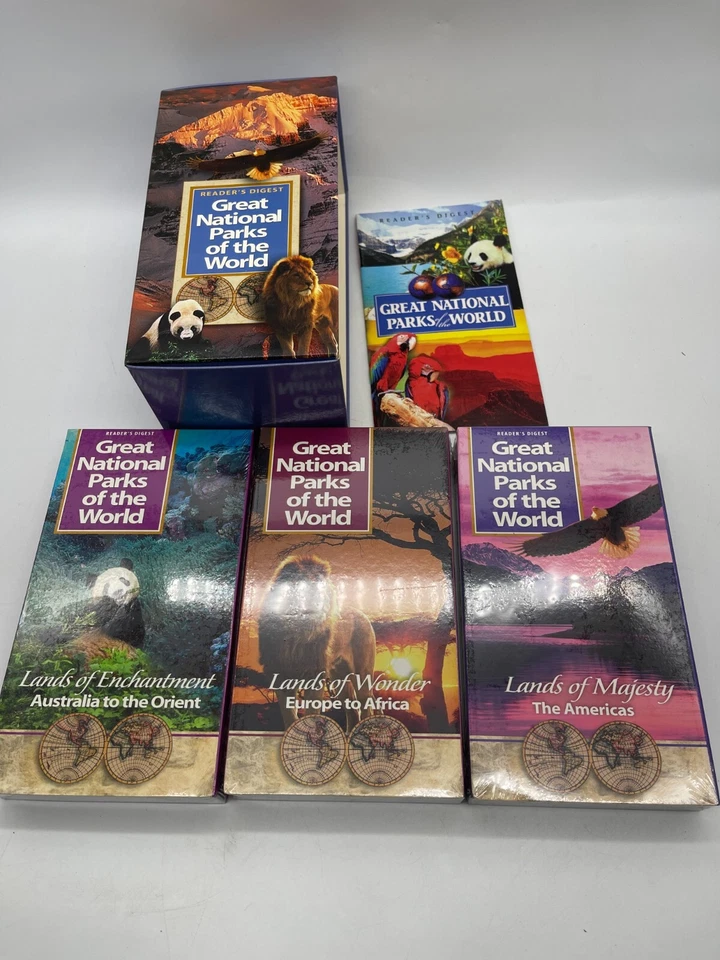 READER'S DIGEST
Great
National
Parks
of the
World
READER'S DIGEST
GREAT NATIONAL
PARKS of the WORLD
READER'S DIGEST
Great
National
Parks
of the
World
Lands of Enchantment
Australia to the Orient
Great
National
Parks
of the
World
Lands of Wonder
Europe to Africa
READER'S DIGEST
Great
National
Parks
of the
World
Lands of Majesty
The Americas